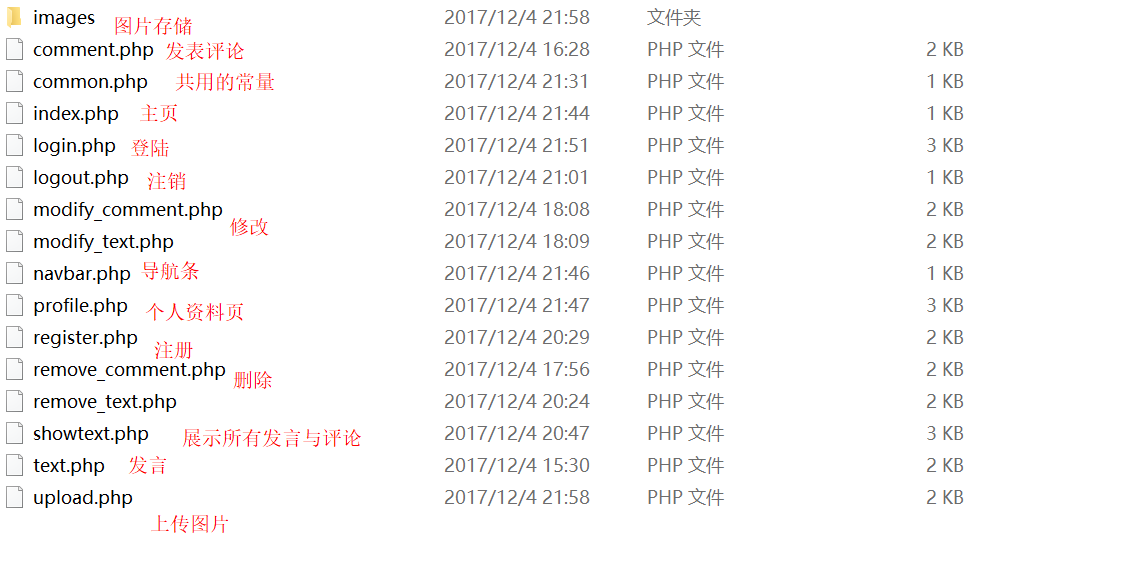 images 图片存储 2017/12/4 21:58 文件夹
comment.php 发表评论 2017/12/4 16:28 PHP 文件 2 KB
common.php 共用的常量 2017/12/4 21:31 PHP 文件 1 KB
index.php 主页 2017/12/4 21:44 PHP 文件 1 KB
login.php 登陆 2017/12/4 21:51 PHP 文件 3 KB
logout.php 注销 2017/12/4 21:01 PHP 文件 1 KB
modify_comment.php 2017/12/4 18:08 PHP 文件 2 KB
修改
modify_text.php 2017/12/4 18:09 PHP 文件 2 KB
navbar.php 导航条 2017/12/4 21:46 PHP 文件 1 KB
profile.php 个人资料页 2017/12/4 21:47 PHP 文件 3 KB
register.php 注册 2017/12/4 20:29 PHP 文件 2 KB
remove_comment.php 删除 2017/12/4 17:56 PHP 文件 2 KB
remove_text.php 2017/12/4 20:24 PHP 文件 2 KB
showtext.php 展示所有发言与评论 2017/12/4 20:47 PHP 文件 3 KB
text.php 发言 2017/12/4 15:30 PHP 文件 2 KB
upload.php 2017/12/4 21:58 PHP 文件 2 KB
上传图片